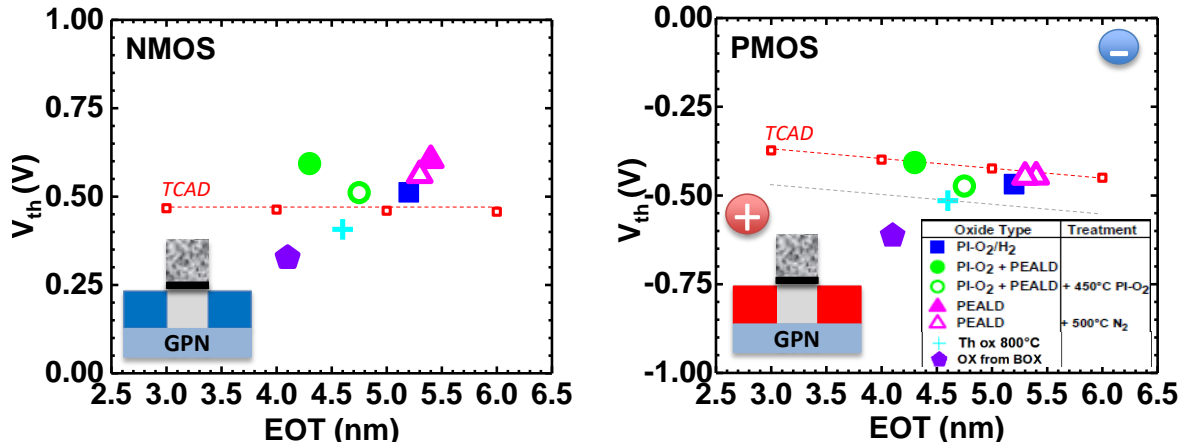 NMOS
1.00
0.75
0.50
0.25
0.00
V_th (V)
TCAD
GPN
2.5 3.0 3.5 4.0 4.5 5.0 5.5 6.0 6.5
EOT (nm)
PMOS
-
0.00
-0.25
-0.50
-0.75
-1.00
V_th (V)
TCAD
+
GPN
Oxide Type Treatment
PI-O₂/H₂
PI-O₂ + PEALD
PI-O₂ + PEALD + 450°C PI-O₂
PEALD
PEALD + 500°C N₂
Th ox 800°C
OX from BOX
2.5 3.0 3.5 4.0 4.5 5.0 5.5 6.0 6.5
EOT (nm)